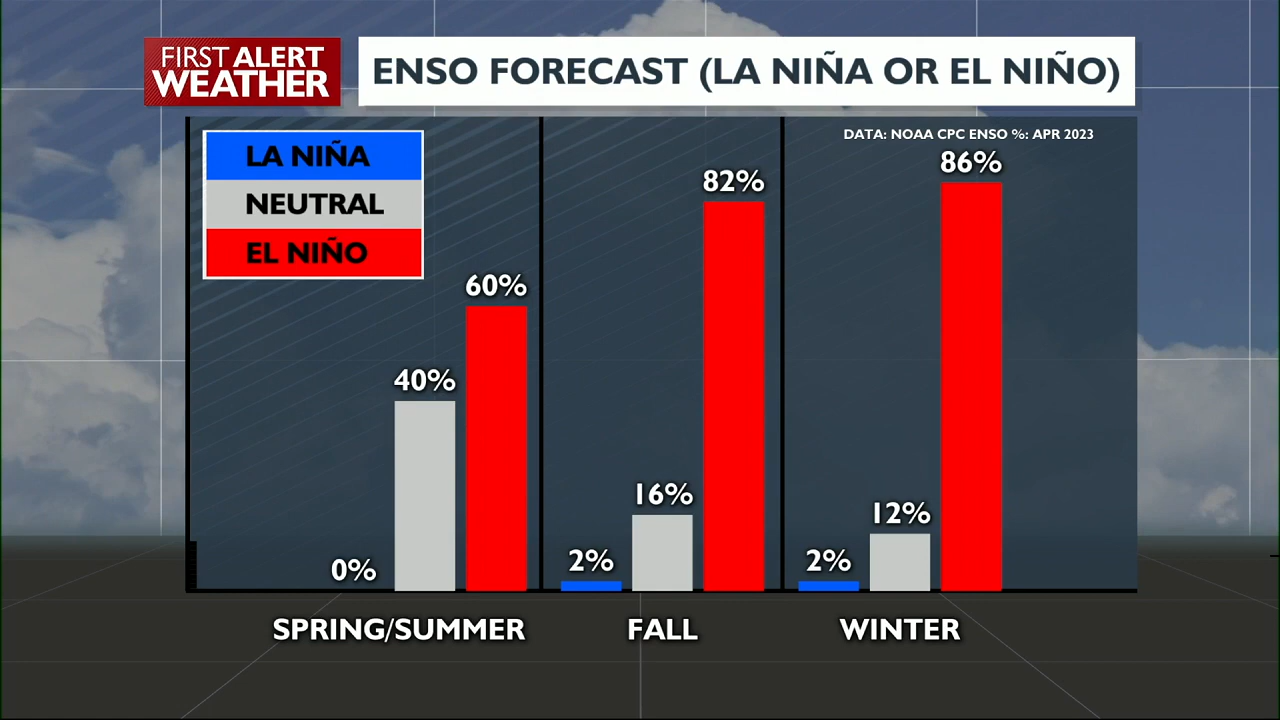 FIRST ALERT
WEATHER
ENSO FORECAST (LA NIÑA OR EL NIÑO)
DATA: NOAA CPC ENSO %: APR 2023
LA NIÑA
NEUTRAL
EL NIÑO
0%
40%
60%
2%
16%
82%
2%
12%
86%
SPRING/SUMMER
FALL
WINTER